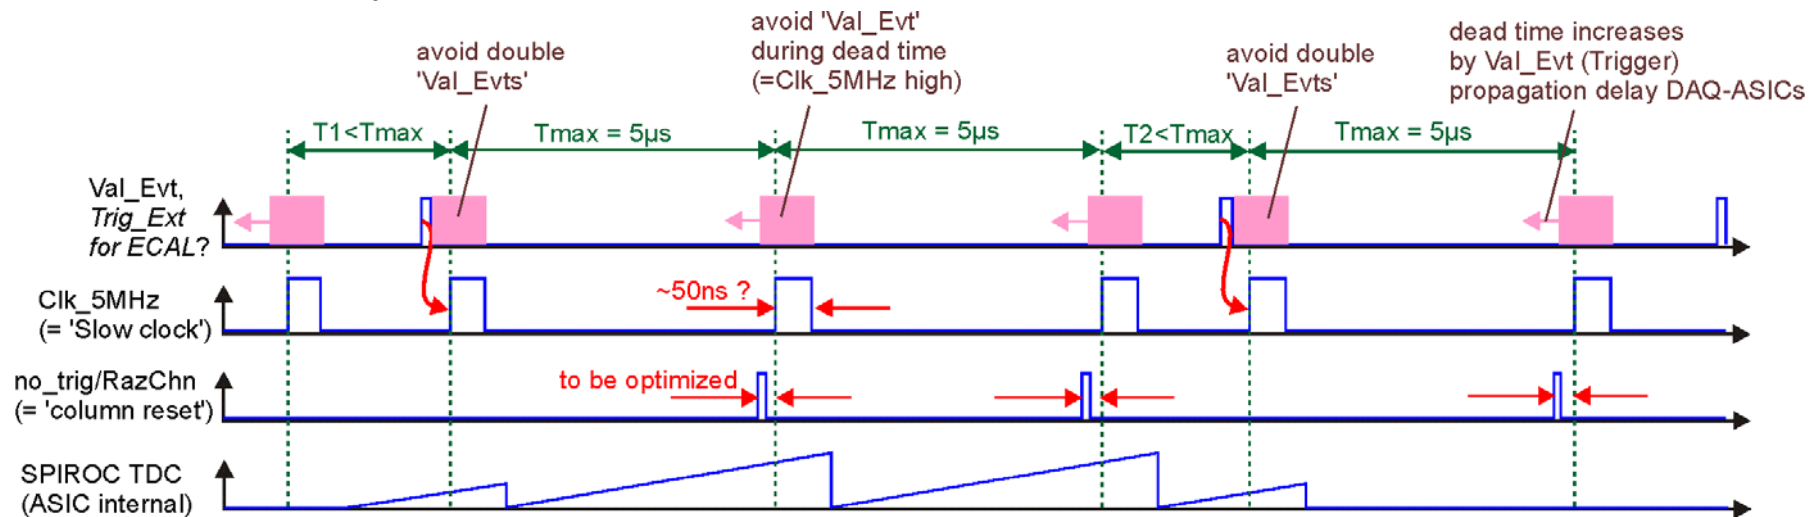 avoid double
'Val_Evts'
avoid 'Val_Evt'
during dead time
(=Clk_5MHz high)
avoid double
'Val_Evts'
dead time increases
by Val_Evt (Trigger)
propagation delay DAQ-ASICs
T1<Tmax
Tmax = 5µs
Tmax = 5µs
T2<Tmax
Tmax = 5µs
Val_Evt,
Trig_Ext
for ECAL?
Clk_5MHz
(= 'Slow clock')
~50ns ?
no_trig/RazChn
(= 'column reset')
to be optimized
SPIROC TDC
(ASIC internal)